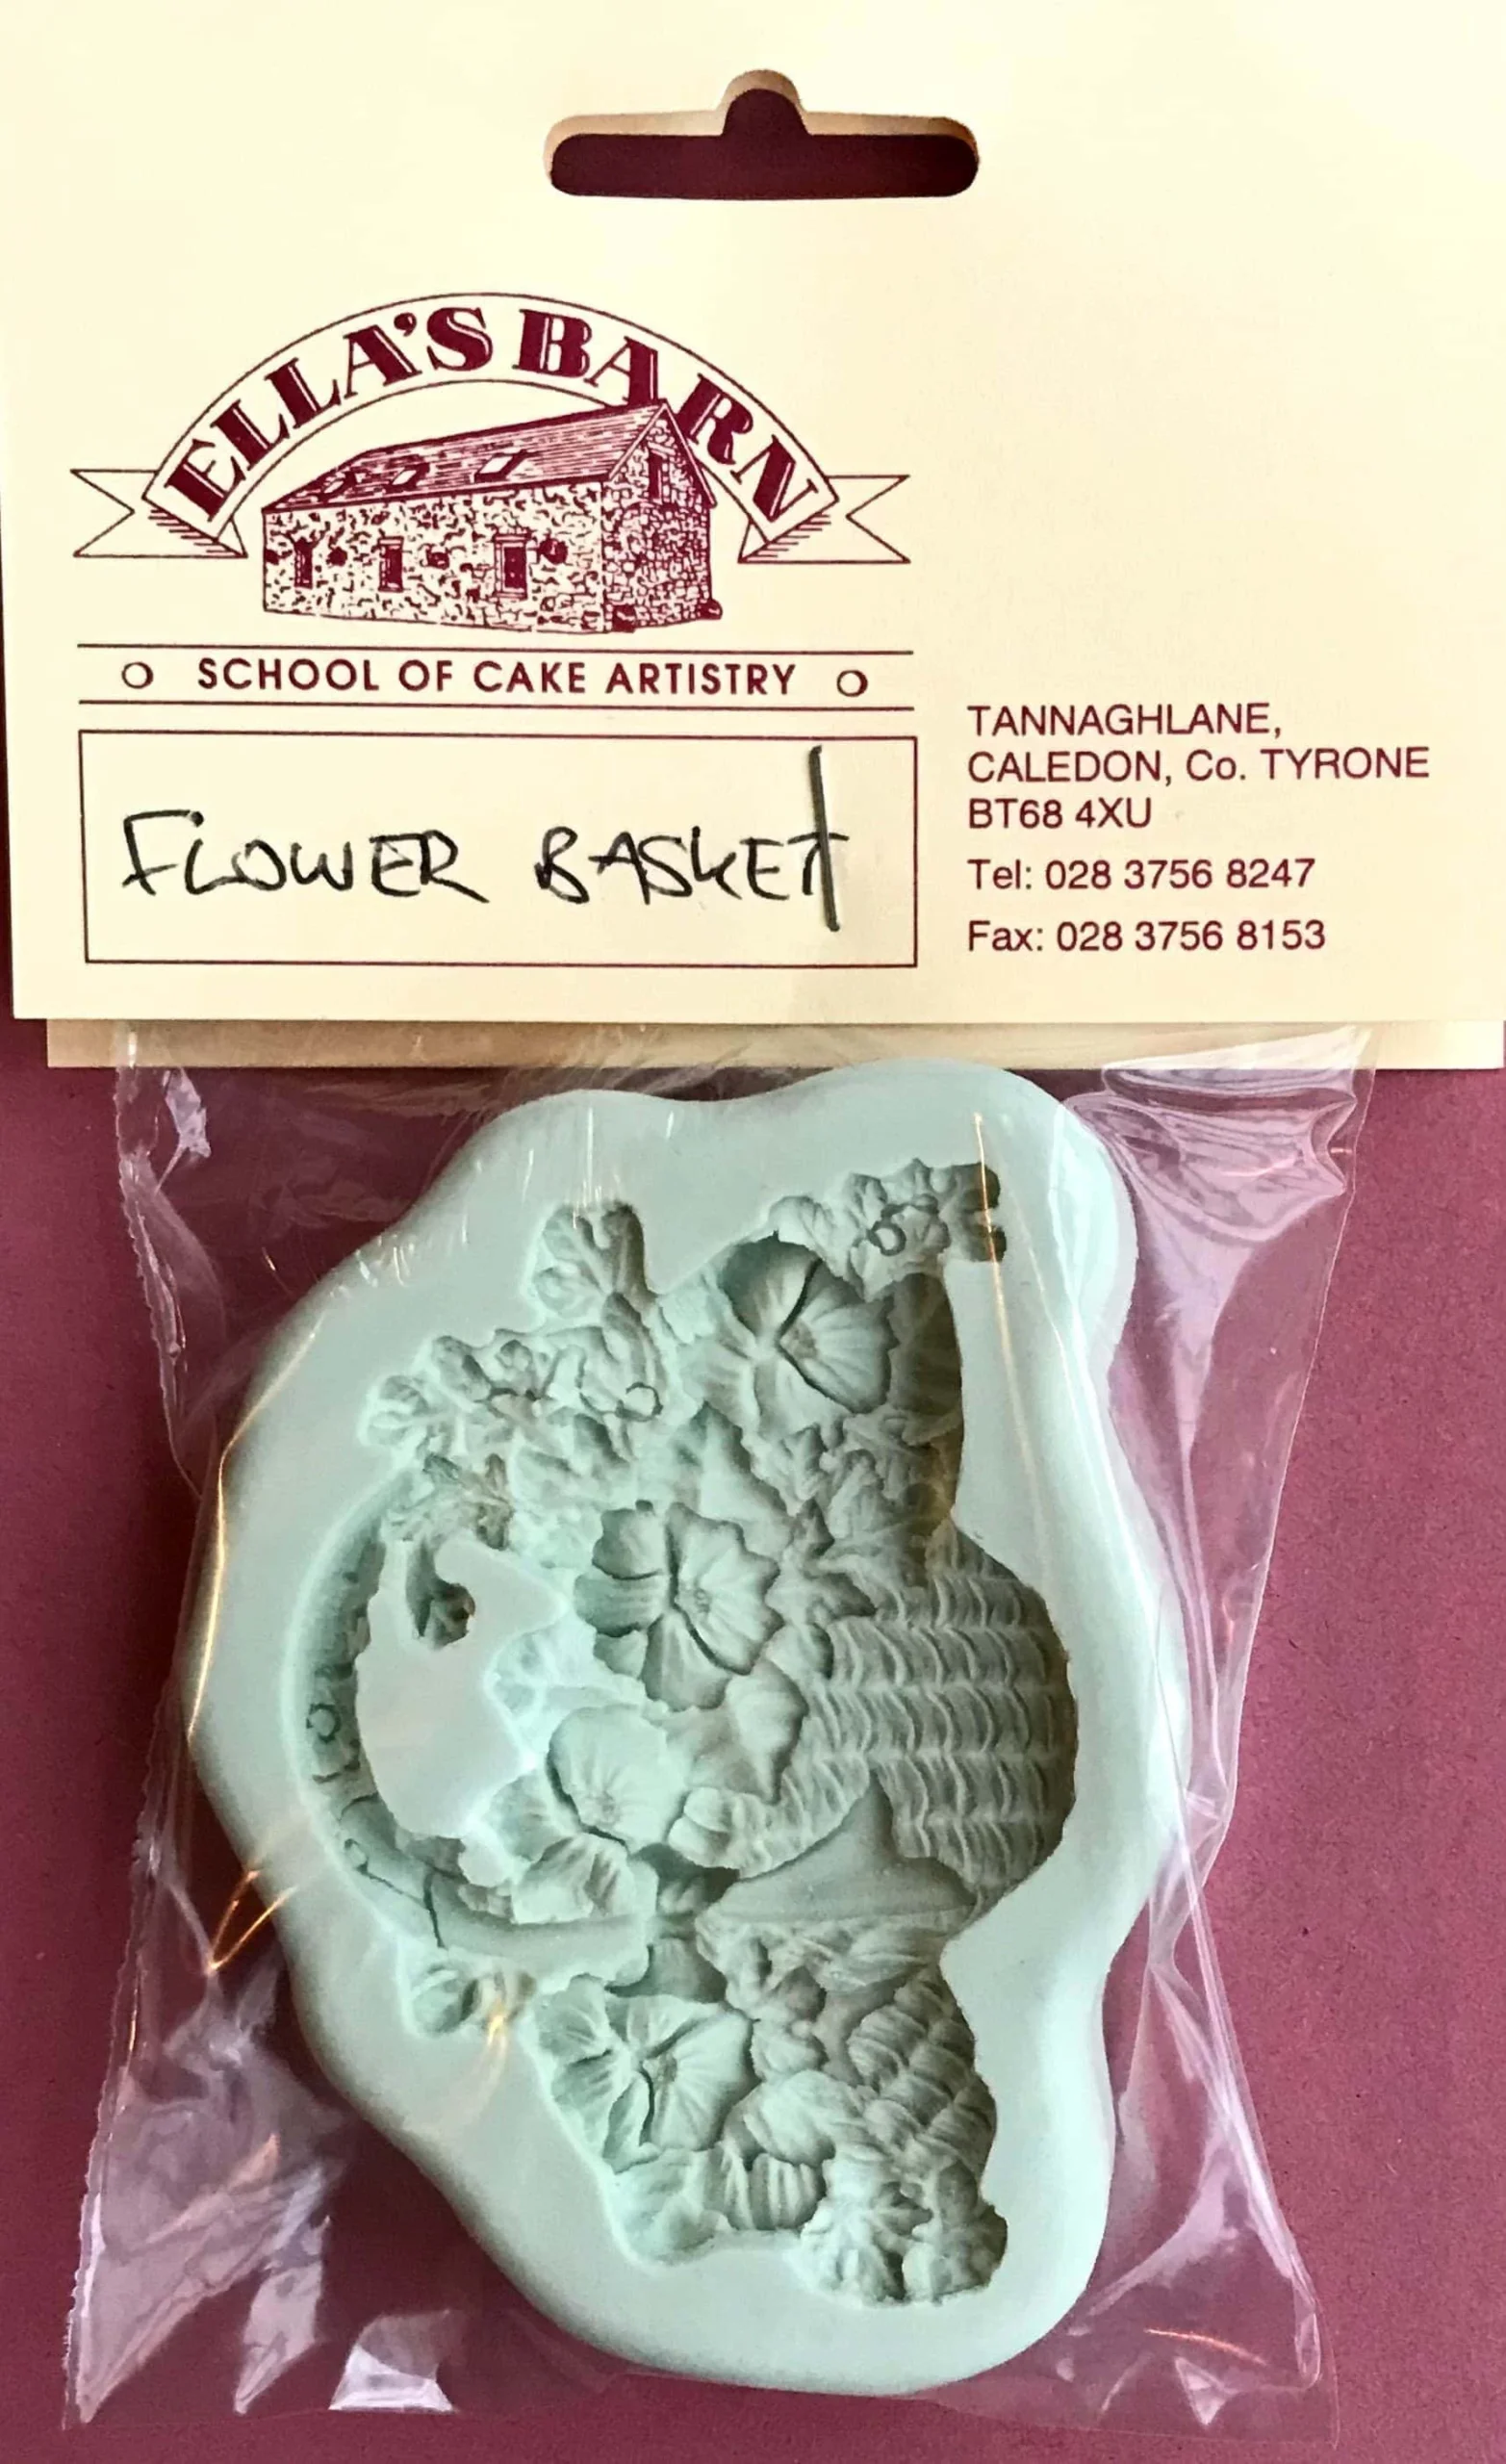 ELLA'S BARN
SCHOOL OF CAKE ARTISTRY
FLOWER BASKET
TANNAGHLANE,
CALEDON, Co. TYRONE
BT68 4XU
Tel: 028 3756 8247
Fax: 028 3756 8153